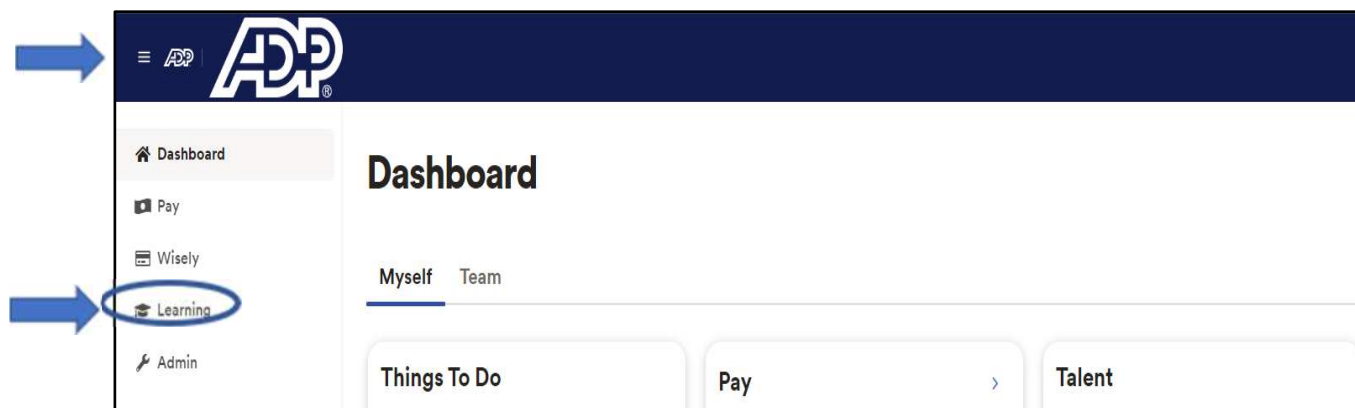 ADP
ADP®
Dashboard
Pay
Wisely
Learning
Admin
Dashboard
Myself Team
Things To Do
Pay
Talent